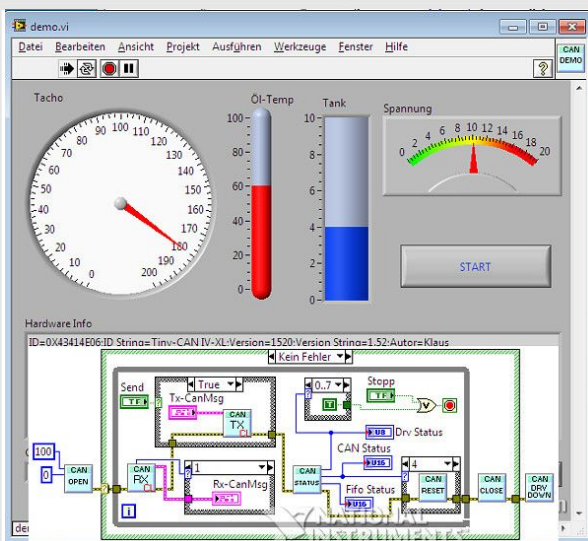 demo.vi
Datei Bearbeiten Ansicht Projekt Ausführen Werkzeuge Fenster Hilfe
CAN
DEMO
?
Tacho
0 10 20 30 40 50 60 70 80 90 100 110 120 130 140 150 160 170 180 190 200
Öl-Temp
100
80
60
40
20
0
Tank
10
8
6
4
2
0
Spannung
0 2 4 6 8 10 12 14 16 18 20
START
Hardware Info
ID=0X43414E06;ID String=Tiny-CAN IV-XL;Version=1520;Version String=1.52;Autor=Klaus
Kein Fehler
Send
TF
True
Tx-CanMsg
CAN
TX
CL
0..7
T
Stopp
TF
V
U8
Drv Status
CAN Status
U16
100
0
CAN
OPEN
CAN
RX
CL
1
Rx-CanMsg
CAN
STATUS
Fifo Status
U16
4
CAN
RESET
CAN
CLOSE
CAN
DRV
DOWN
i
NATIONAL
INSTRUMENTS